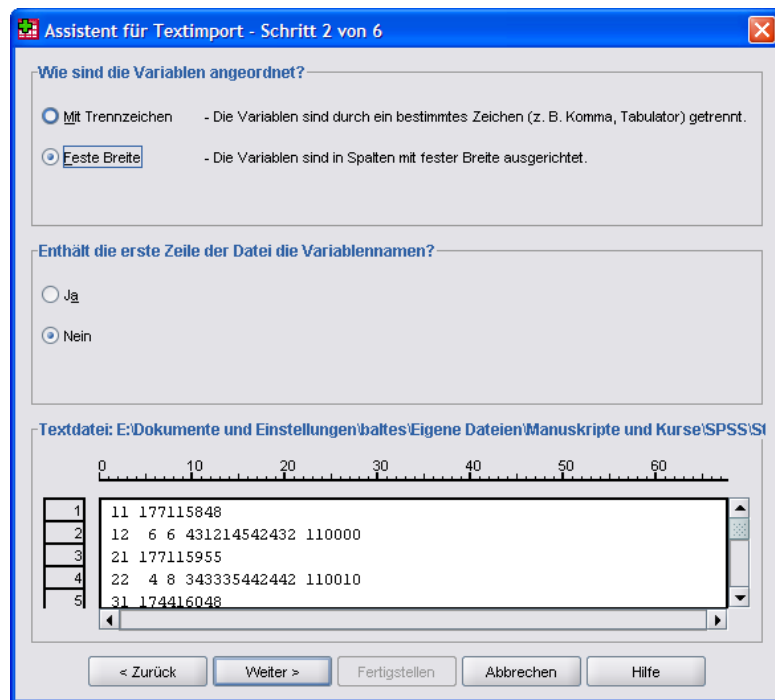 Assistent für Textimport - Schritt 2 von 6
Wie sind die Variablen angeordnet?
Mit Trennzeichen - Die Variablen sind durch ein bestimmtes Zeichen (z. B. Komma, Tabulator) getrennt.
Feste Breite - Die Variablen sind in Spalten mit fester Breite ausgerichtet.
Enthält die erste Zeile der Datei die Variablennamen?
Ja
Nein
Textdatei: E:\Dokumente und Einstellungen\baltes\Eigene Dateien\Manuskripte und Kurse\SPSS\St
0 10 20 30 40 50 60
1 11 177115848
2 12  6 6 431214542432 110000
3 21 177115955
4 22  4 8 343335442442 110010
5 31 174416048
< Zurück Weiter > Fertigstellen Abbrechen Hilfe